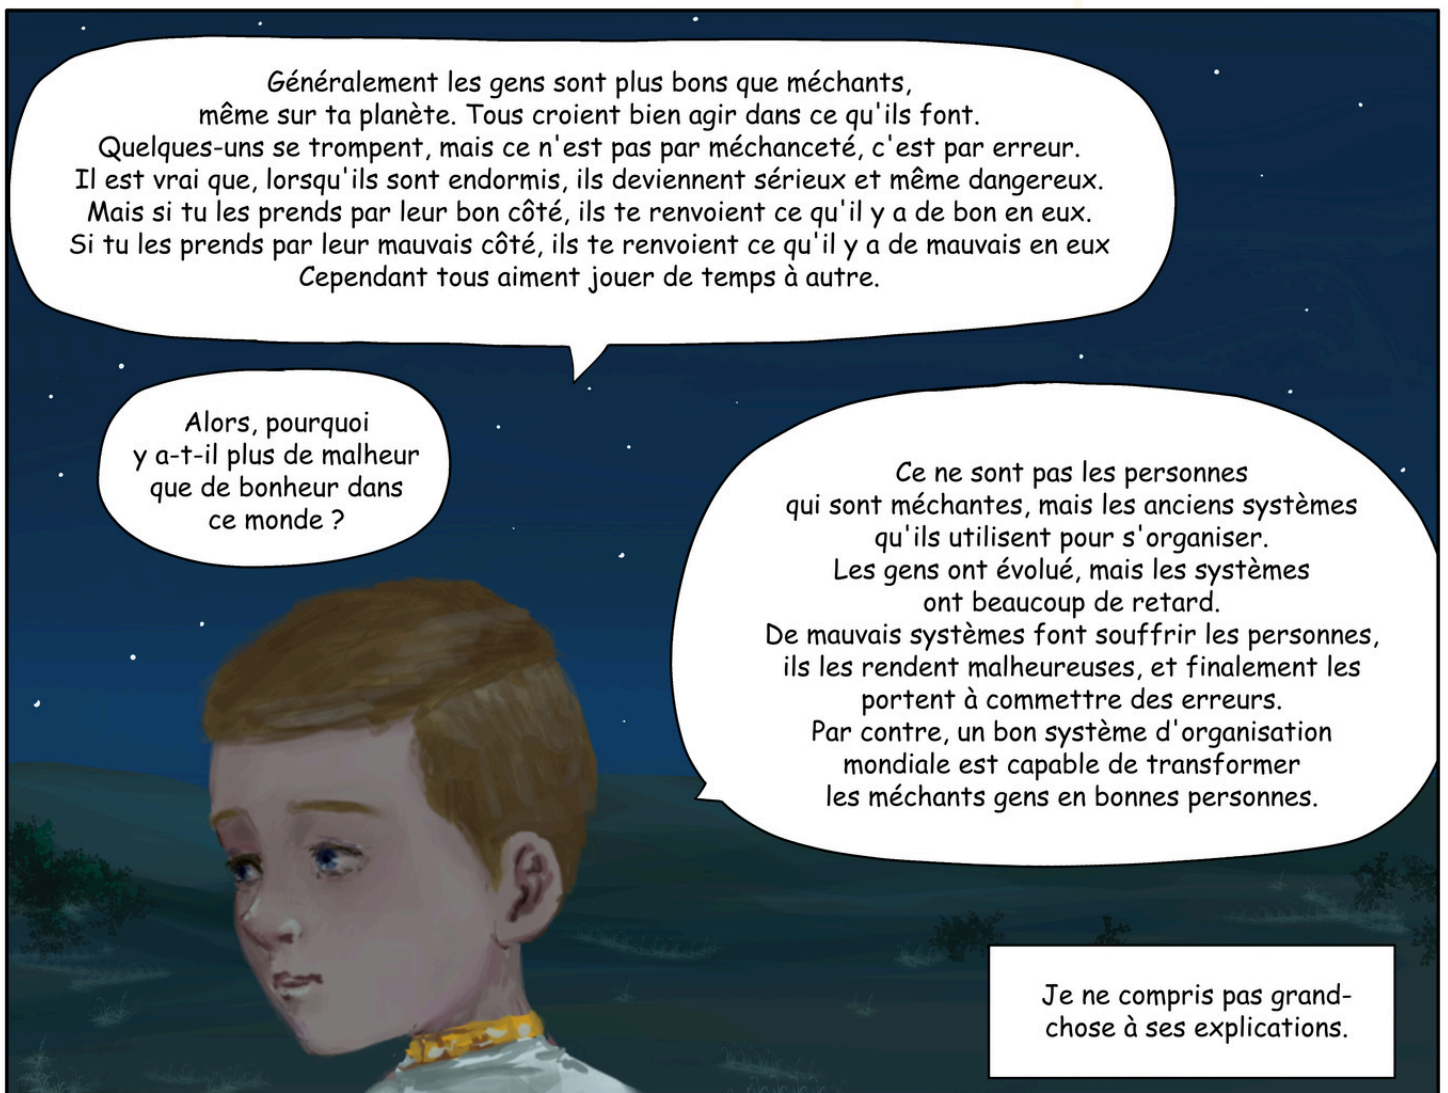 Généralement les gens sont plus bons que méchants,
même sur ta planète. Tous croient bien agir dans ce qu'ils font.
Quelques-uns se trompent, mais ce n'est pas par méchanceté, c'est par erreur.
Il est vrai que, lorsqu'ils sont endormis, ils deviennent sérieux et même dangereux.
Mais si tu les prends par leur bon côté, ils te renvoient ce qu'il y a de bon en eux.
Si tu les prends par leur mauvais côté, ils te renvoient ce qu'il y a de mauvais en eux
Cependant tous aiment jouer de temps à autre.
Alors, pourquoi
y a-t-il plus de malheur
que de bonheur dans
ce monde ?
Ce ne sont pas les personnes
qui sont méchantes, mais les anciens systèmes
qu'ils utilisent pour s'organiser.
Les gens ont évolué, mais les systèmes
ont beaucoup de retard.
De mauvais systèmes font souffrir les personnes,
ils les rendent malheureuses, et finalement les
portent à commettre des erreurs.
Par contre, un bon système d'organisation
mondiale est capable de transformer
les méchants gens en bonnes personnes.
Je ne compris pas grand-
chose à ses explications.